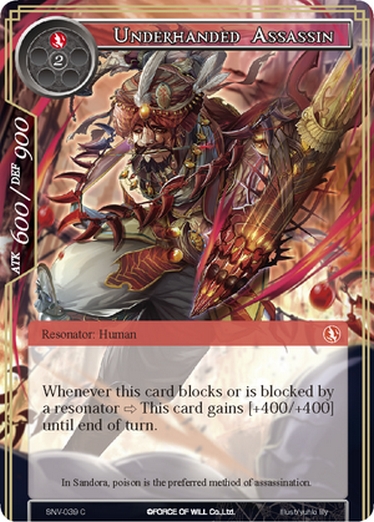 Underhanded Assassin
2
ATK 600 / DEF 900
Resonator: Human
Whenever this card blocks or is blocked by
a resonator ⇨ This card gains [+400/+400]
until end of turn.
In Sandora, poison is the preferred method of assassination.
SNV-039 C
©FORCE OF WILL Co.,Ltd.